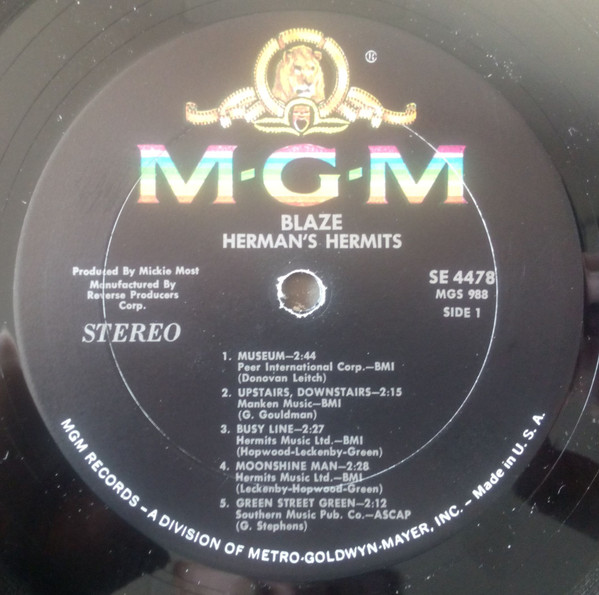 ®
M-G-M
BLAZE
HERMAN'S HERMITS
Produced By Mickie Most
Manufactured By
Reverse Producers
Corp.
STEREO
SE 4478
MGS 988
SIDE 1
1. MUSEUM—2:44
Peer International Corp.—BMI
(Donovan Leitch)
2. UPSTAIRS, DOWNSTAIRS—2:15
Manken Music—BMI
(G. Gouldman)
3. BUSY LINE—2:27
Hermits Music Ltd.—BMI
(Hopwood-Leckenby-Green)
4. MOONSHINE MAN—2:28
Hermits Music Ltd.—BMI
(Leckenby-Hopwood-Green)
5. GREEN STREET GREEN—2:12
Southern Music Pub. Co.—ASCAP
(G. Stephens)
MGM RECORDS – A DIVISION OF METRO-GOLDWYN-MAYER, INC. – Made in U. S. A.